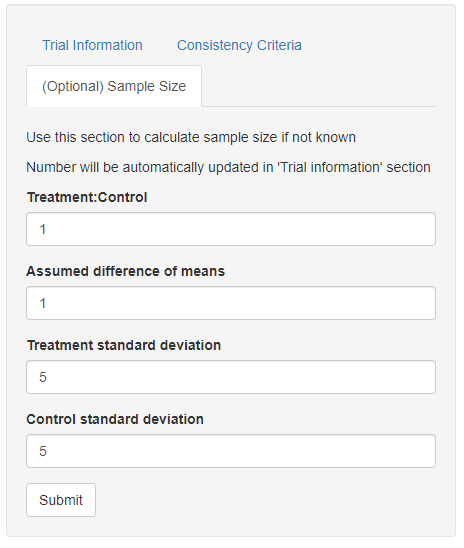 Trial Information Consistency Criteria
(Optional) Sample Size
Use this section to calculate sample size if not known
Number will be automatically updated in 'Trial information' section
Treatment:Control
1
Assumed difference of means
1
Treatment standard deviation
5
Control standard deviation
5
Submit